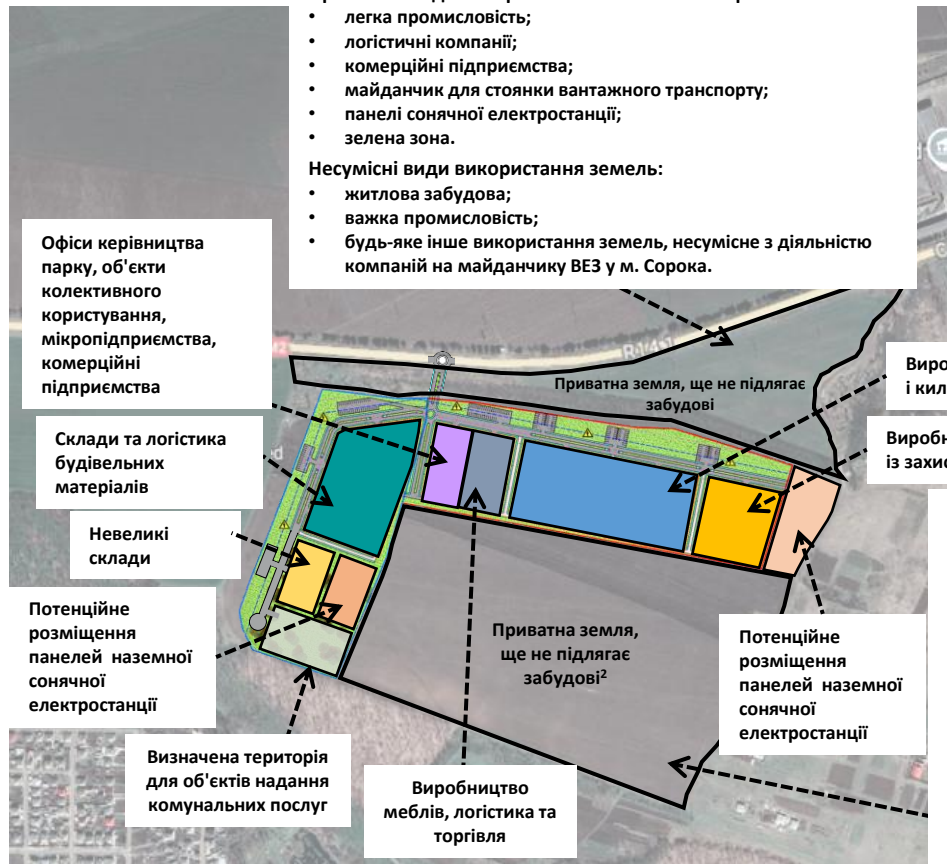 • легка промисловість;
• логістичні компанії;
• комерційні підприємства;
• майданчик для стоянки вантажного транспорту;
• панелі сонячної електростанції;
• зелена зона.
Несумісні види використання земель:
• житлова забудова;
• важка промисловість;
• будь-яке інше використання земель, несумісне з діяльністю
компаній на майданчику ВЕЗ у м. Сорока.
Офіси керівництва
парку, об'єкти
колективного
користування,
мікропідприємства,
комерційні
підприємства
Приватна земля, ще не підлягає
забудові
Склади та логістика
будівельних
матеріалів
Невеликі
склади
Потенційне
розміщення
панелей наземної
сонячної
електростанції
Приватна земля,
ще не підлягає
забудові²
Потенційне
розміщення
панелей наземної
сонячної
електростанції
Визначена територія
для об'єктів надання
комунальних послуг
Виробництво
меблів, логістика та
торгівля